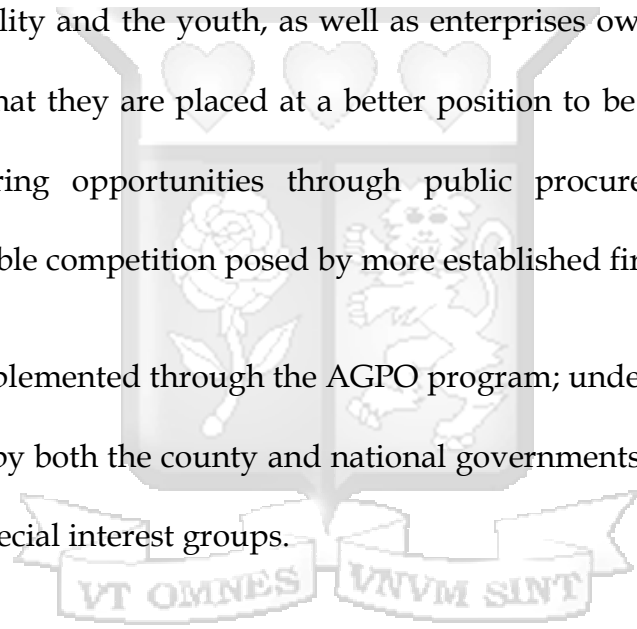 lity and the youth, as well as enterprises ow
hat they are placed at a better position to be
ring opportunities through public procure
ble competition posed by more established fir
plemented through the AGPO program; unde
by both the county and national governments
ecial interest groups.
VT OMNES VNVM SINT